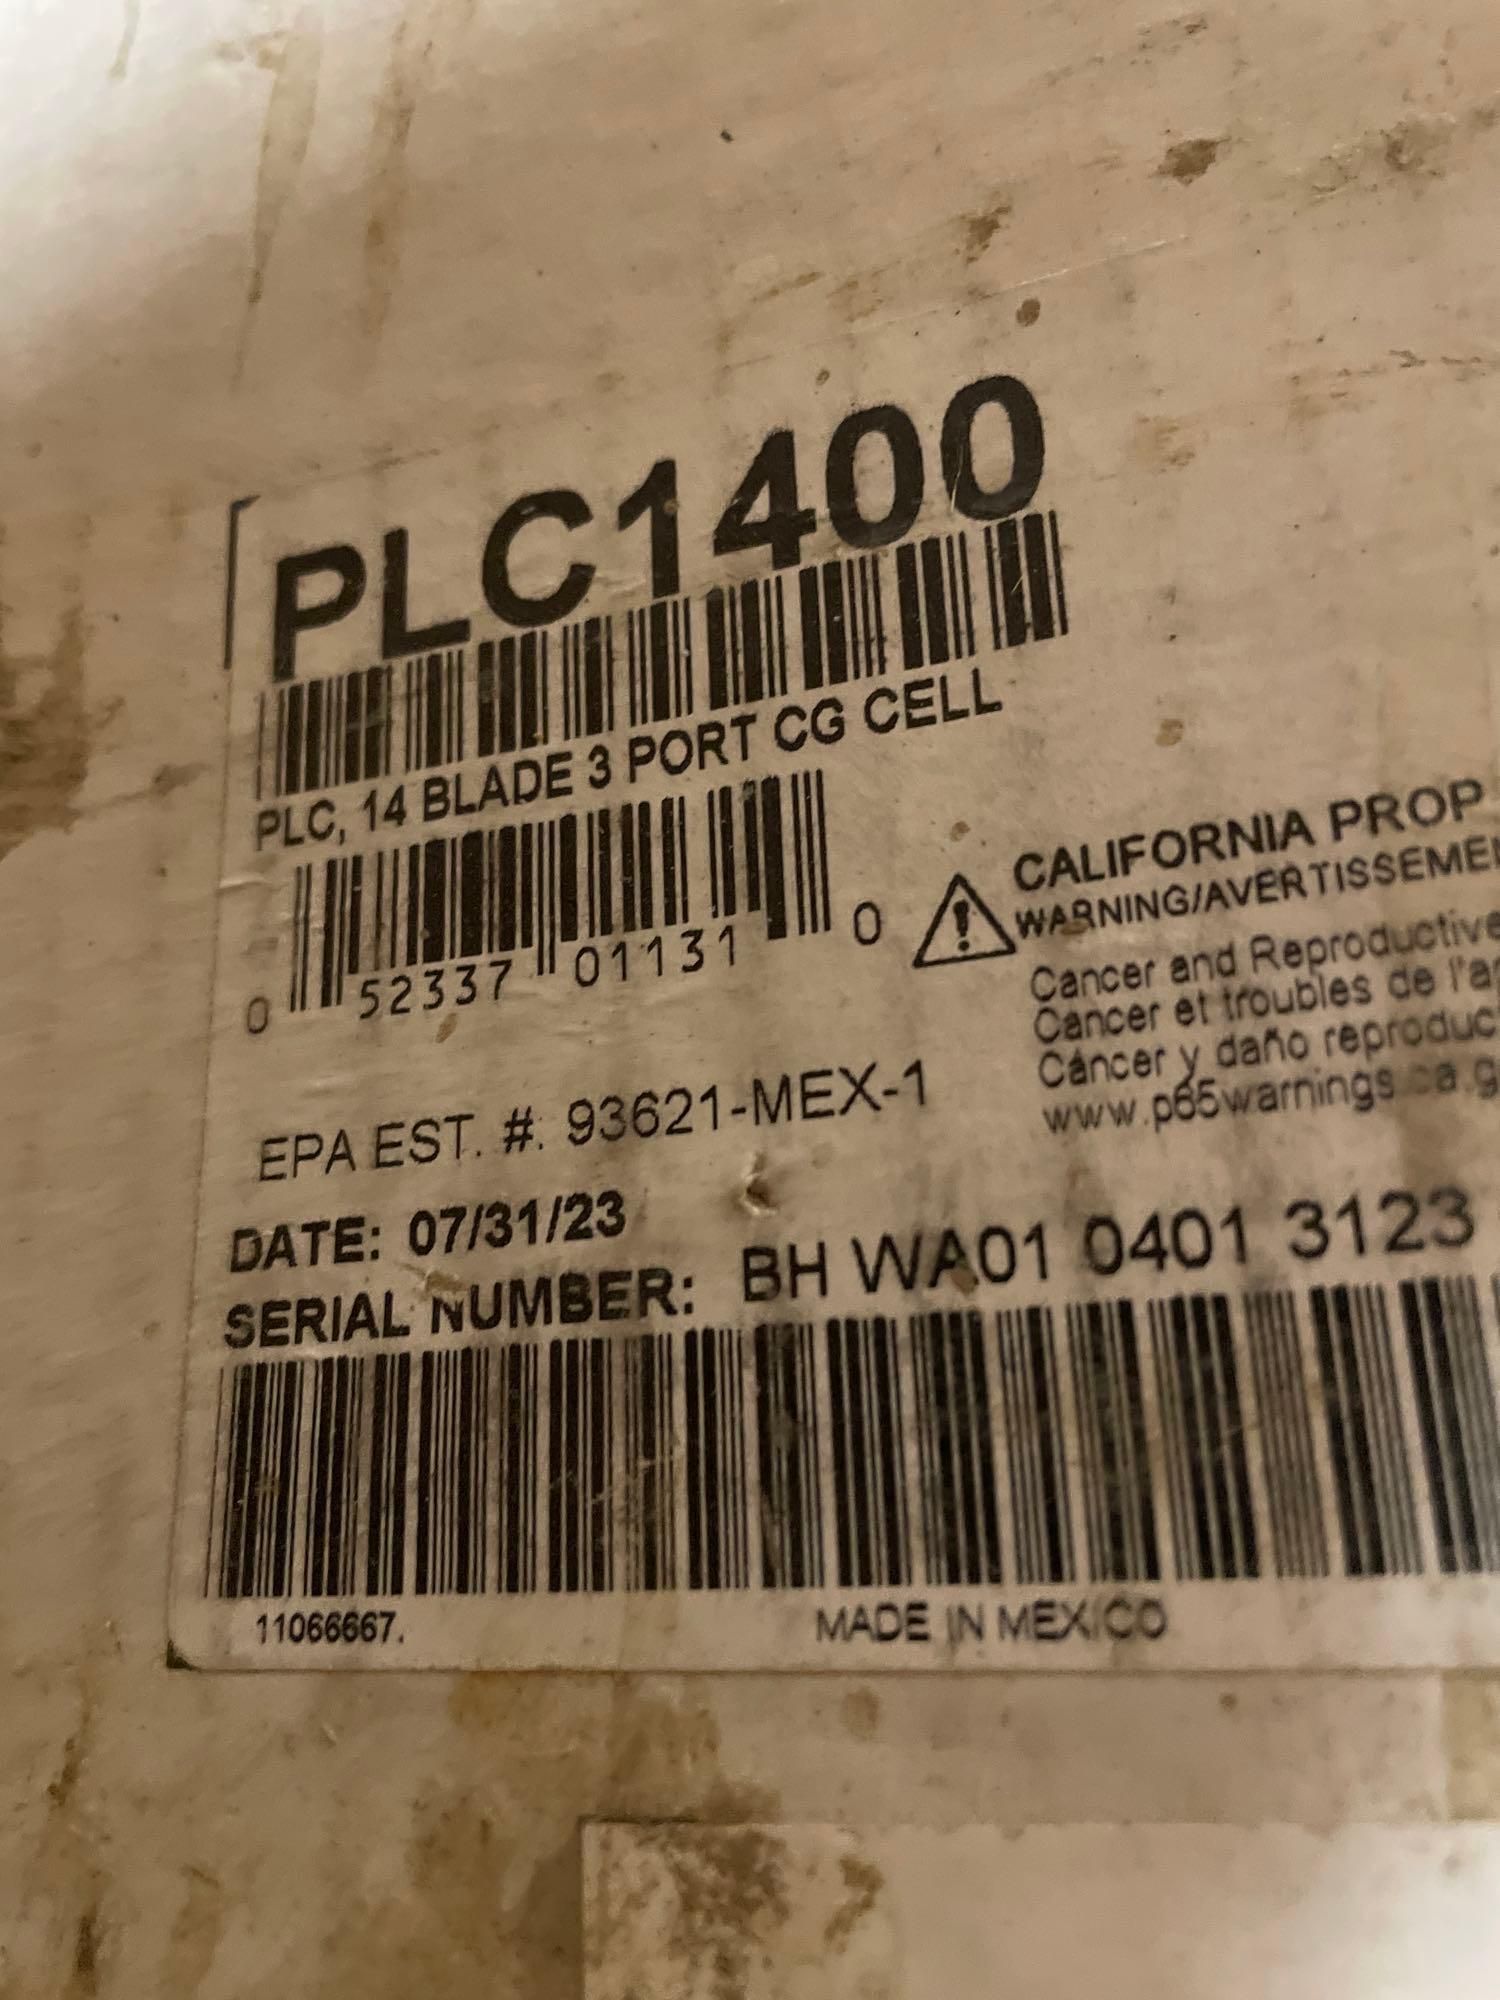 PLC1400
PLC, 14 BLADE 3 PORT CG CELL
0 52337 01131 0
CALIFORNIA PROP
WARNING/AVERTISSEME
Cancer and Reproductive
Cancer et troubles de l'a
Cáncer y daño reproduc
www.p65warnings.ca.g
EPA EST. #. 93621-MEX-1
DATE: 07/31/23
SERIAL NUMBER: BH WA01 0401 3123
11066667.
MADE IN MEXICO